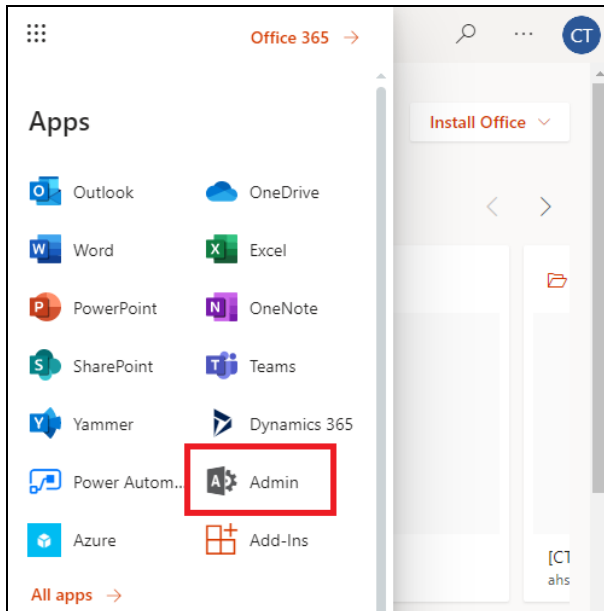 Office 365 →
CT
Apps
Install Office
Outlook
OneDrive
Word
Excel
PowerPoint
OneNote
SharePoint
Teams
Yammer
Dynamics 365
Power Autom...
Admin
Azure
Add-Ins
All apps →
[CT
ahs